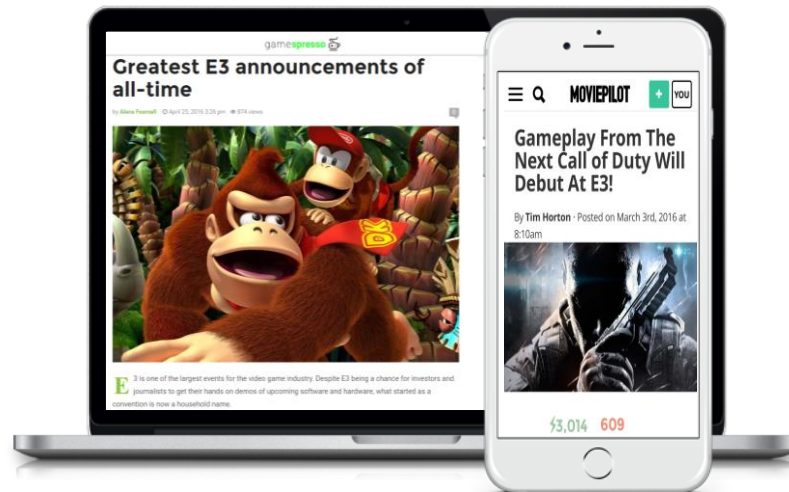 gamespresso
Greatest E3 announcements of
all-time
by Alana Fearnall · April 25, 2016 3:26 pm 874 views
0
DK
E3 is one of the largest events for the video game industry. Despite E3 being a chance for investors and
journalists to get their hands on demos of upcoming software and hardware, what started as a
convention is now a household name.
MOVIEPILOT
+
YOU
Gameplay From The
Next Call of Duty Will
Debut At E3!
By Tim Horton · Posted on March 3rd, 2016 at
8:10am
3,014 609